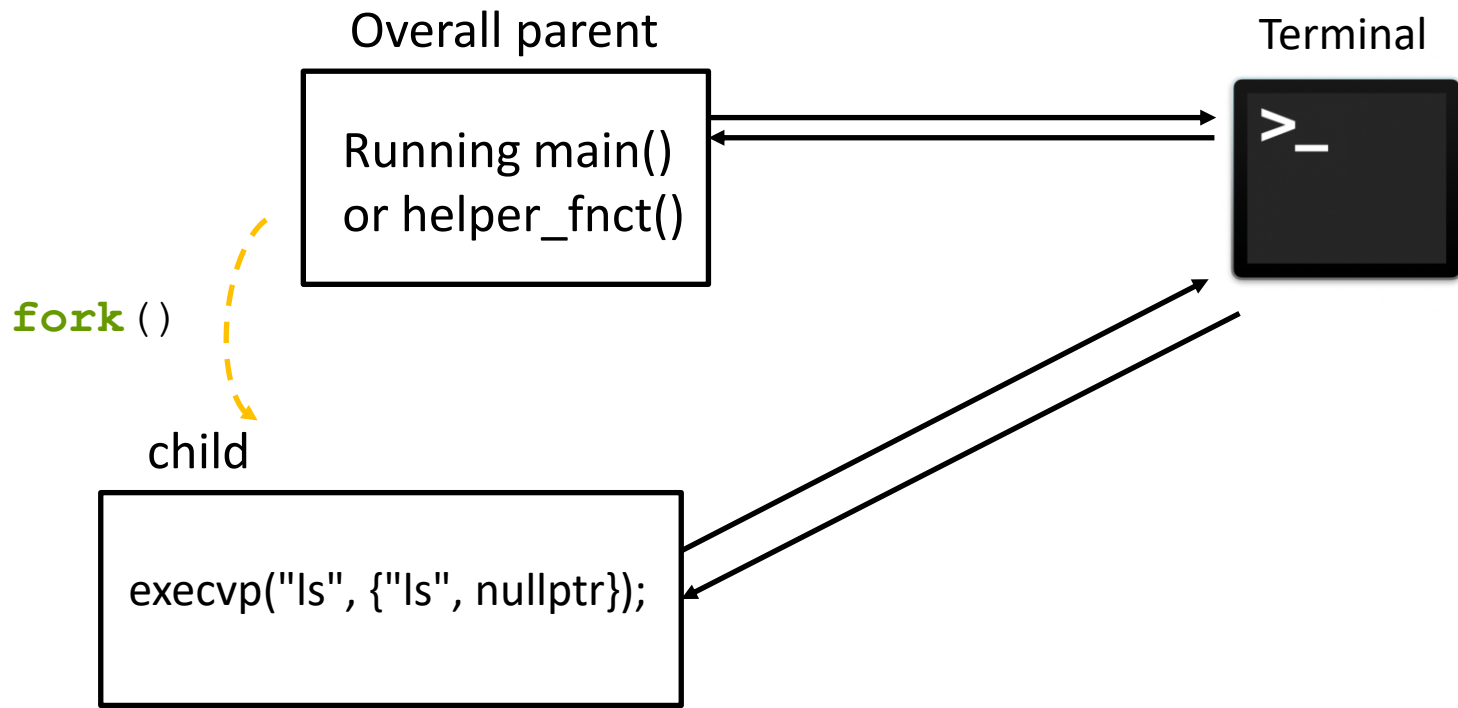 Overall parent
Terminal
Running main()
or helper_fnct()
>_
fork()
child
execvp("ls", {"ls", nullptr});